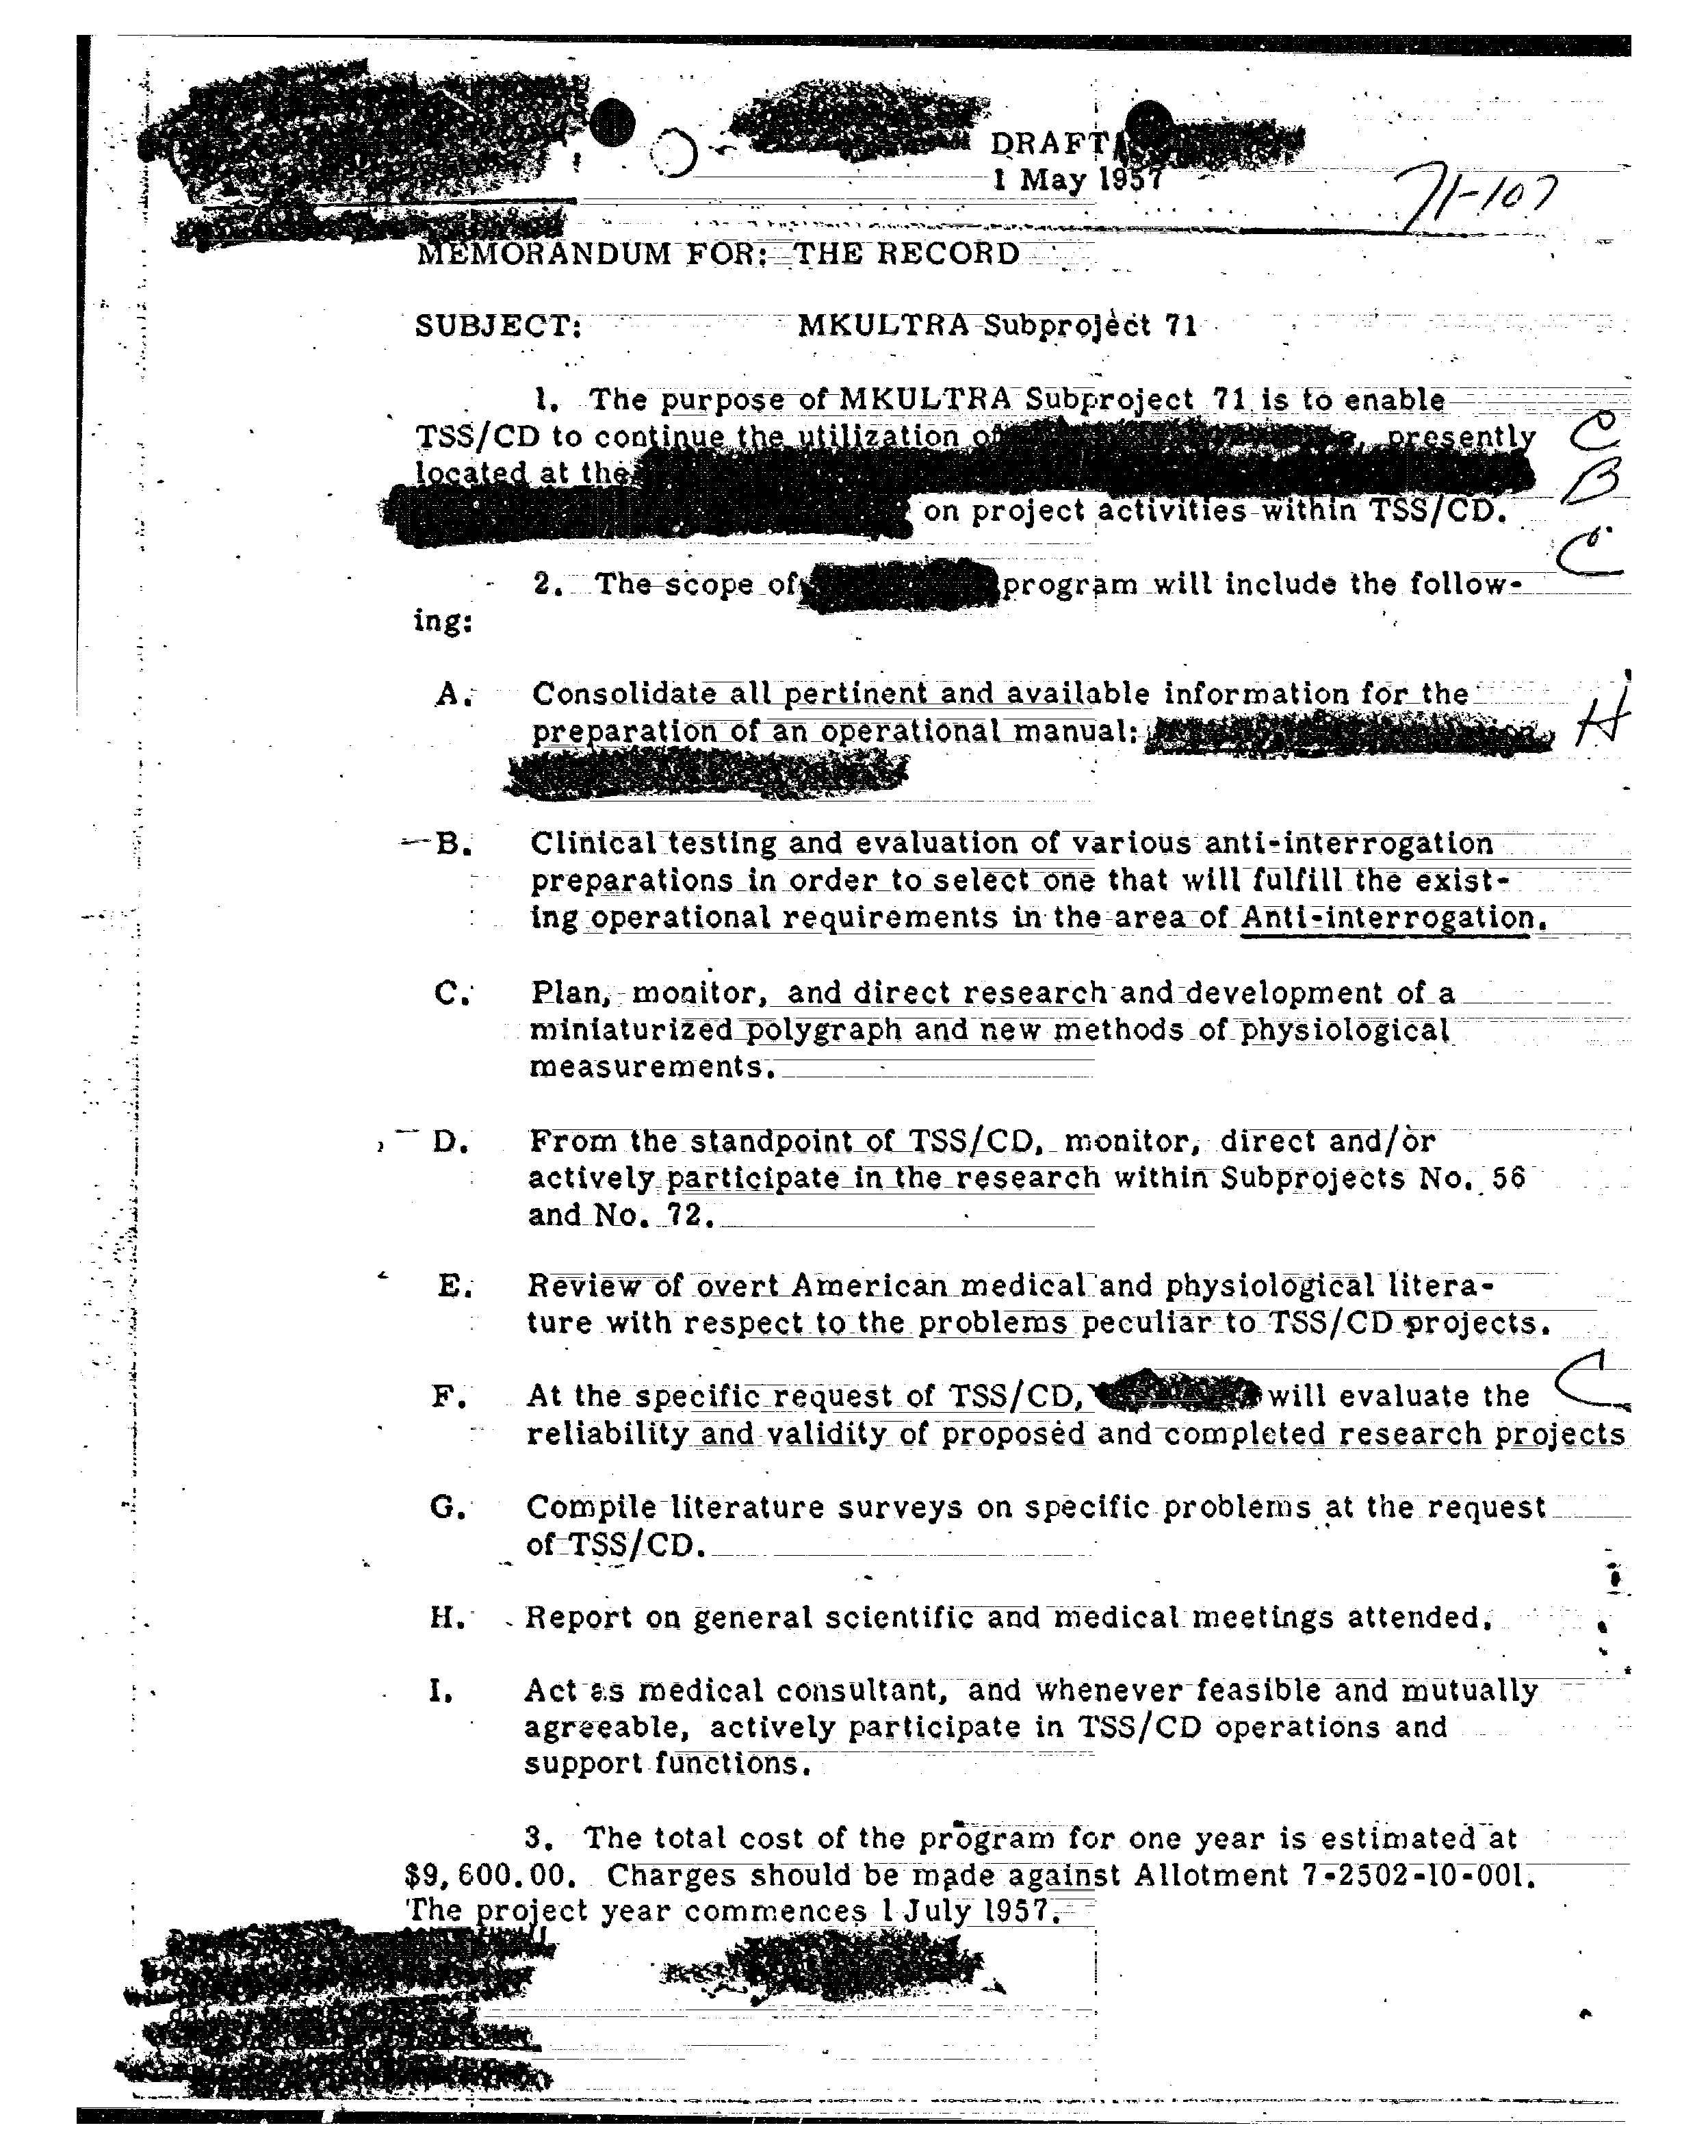 DRAFT
1 May 1957
71-107
MEMORANDUM FOR: THE RECORD
SUBJECT: MKULTRA Subproject 71
1. The purpose of MKULTRA Subproject 71 is to enable
TSS/CD to continue the utilization of , presently C
located at the B
on project activities within TSS/CD.
C
2. The scope of program will include the follow-
ing:
A. Consolidate all pertinent and available information for the
preparation of an operational manual: H
B. Clinical testing and evaluation of various anti-interrogation
preparations in order to select one that will fulfill the exist-
ing operational requirements in the area of Anti-interrogation.
C. Plan, monitor, and direct research and development of a
miniaturized polygraph and new methods of physiological
measurements.
D. From the standpoint of TSS/CD, monitor, direct and/or
actively participate in the research within Subprojects No. 56
and No. 72.
E. Review of overt American medical and physiological litera-
ture with respect to the problems peculiar to TSS/CD projects.
F. At the specific request of TSS/CD, will evaluate the C
reliability and validity of proposed and completed research projects
G. Compile literature surveys on specific problems at the request
of TSS/CD.
H. Report on general scientific and medical meetings attended.
I. Act as medical consultant, and whenever feasible and mutually
agreeable, actively participate in TSS/CD operations and
support functions.
3. The total cost of the program for one year is estimated at
$9,600.00. Charges should be made against Allotment 7-2502-10-001.
The project year commences 1 July 1957.